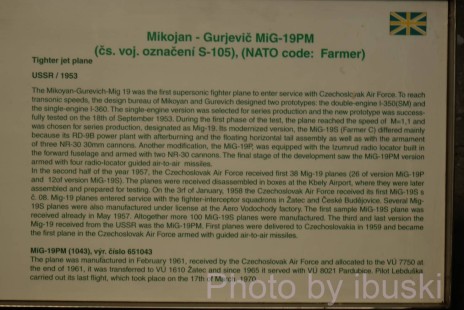 Mikojan - Gurjevič MiG-19PM
(čs. voj. označení S-105), (NATO code: Farmer)
Tighter jet plane
USSR / 1953
The Mikoyan-Gurevich-Mig 19 was the first supersonic fighter plane to enter service with Czechoslovak Air Force. To reach
transonic speeds, the design bureau of Mikoyan and Gurevich designed two prototypes: the double-engine I-350(SM) and
the single-engine I-360. The single-engine version was selected for series production and the new prototype was success-
fully tested on the 18th of September 1953. During the first phase of the test, plane reached the speed of M=1,1 and
was chosen for series production, designated as Mig-19. Its modernized version, the MiG-19S (Farmer C) differed mainly
because its RD-9B power plant with afterburning and the floating horizontal tail assembly as well as with the armament
of three NR-30 30mm cannons. Another modification, the MiG-19P, was equipped with the Izumrud radio locator built in
the forward fuselage and armed with two NR-30 cannons. The final stage of the development saw the MiG-19PM version
armed with four radio-locator guided air-to-air missiles.
In the second half of the year 1957, the Czechoslovak Air Force received first 38 Mig-19 planes (26 of version MiG-19P
and 12of version MiG-19S). The planes were received disassembled in boxes at the Kbely Airport, where they were later
assembled and prepared for testing. On the 3rf of January, 1958 the Czechoslovak Air Force received its first MiG-19S s
č. 08. Mig-19 planes entered service with the fighter-interceptor squadrons in Žatec and České Budějovice. Several Mig-
19S planes were also manufactured under license at the Aero Vodochody factory. The first sample MiG-19S plane was
received already in May 1957. Altogether more 100 MiG-19S planes were manufactured. The third and last version the
Mig-19 received from the USSR was the MiG-19PM. First planes were delivered to Czechoslovakia in 1959 and became
the first plane in the Czechoslovak Air Force armed with guided air-to-air missiles.
MiG-19PM (1043), výr. číslo 651043
The plane was manufactured in February 1961, received by the Czechoslovak Air Force and allocated to the VÚ 7750 at
the end of 1961, it was transferred to VÚ 1610 Žatec and since 1965 it served with VÚ 8021 Pardubice. Pilot Lebduška
carried out its last flight, which took place on the 17th of March, 1970.
Photo by ibuski